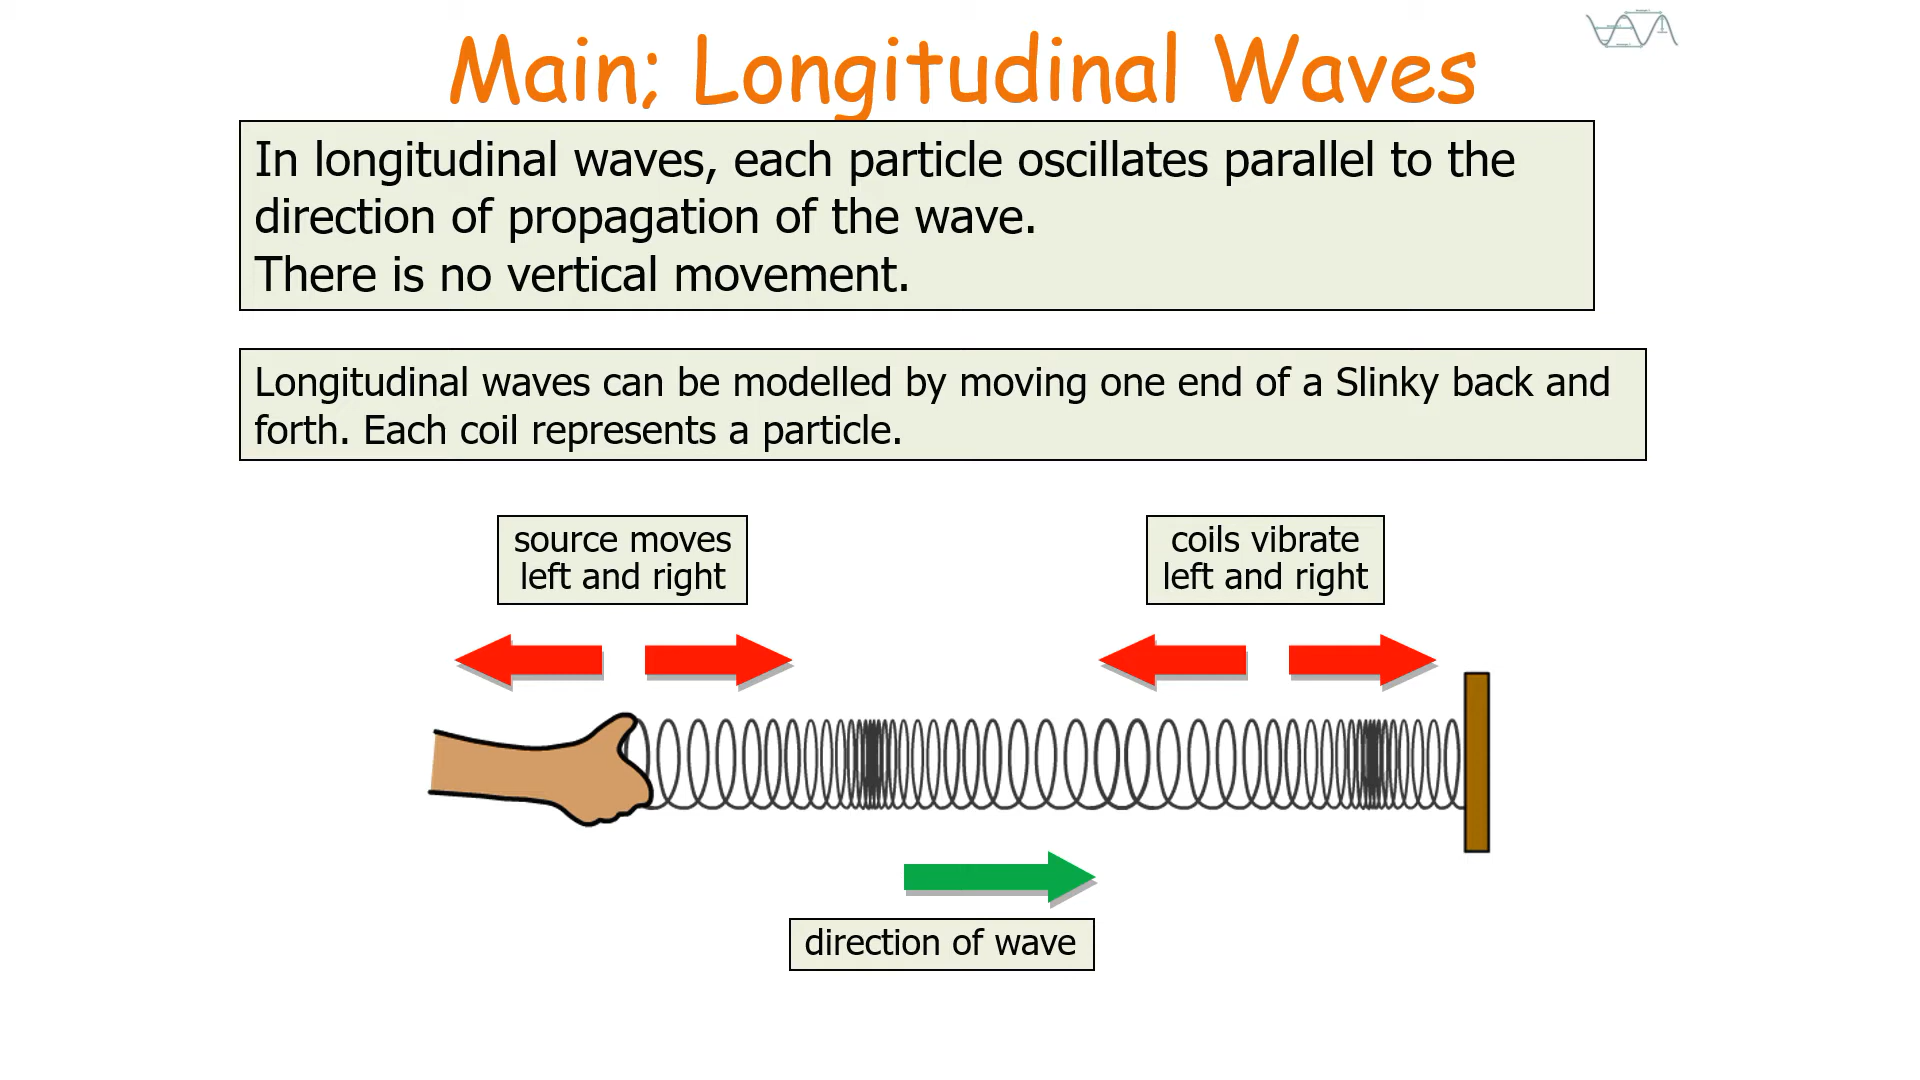 Main; Longitudinal Waves
In longitudinal waves, each particle oscillates parallel to the
direction of propagation of the wave.
There is no vertical movement.
Longitudinal waves can be modelled by moving one end of a Slinky back and
forth. Each coil represents a particle.
source moves
left and right
coils vibrate
left and right
direction of wave